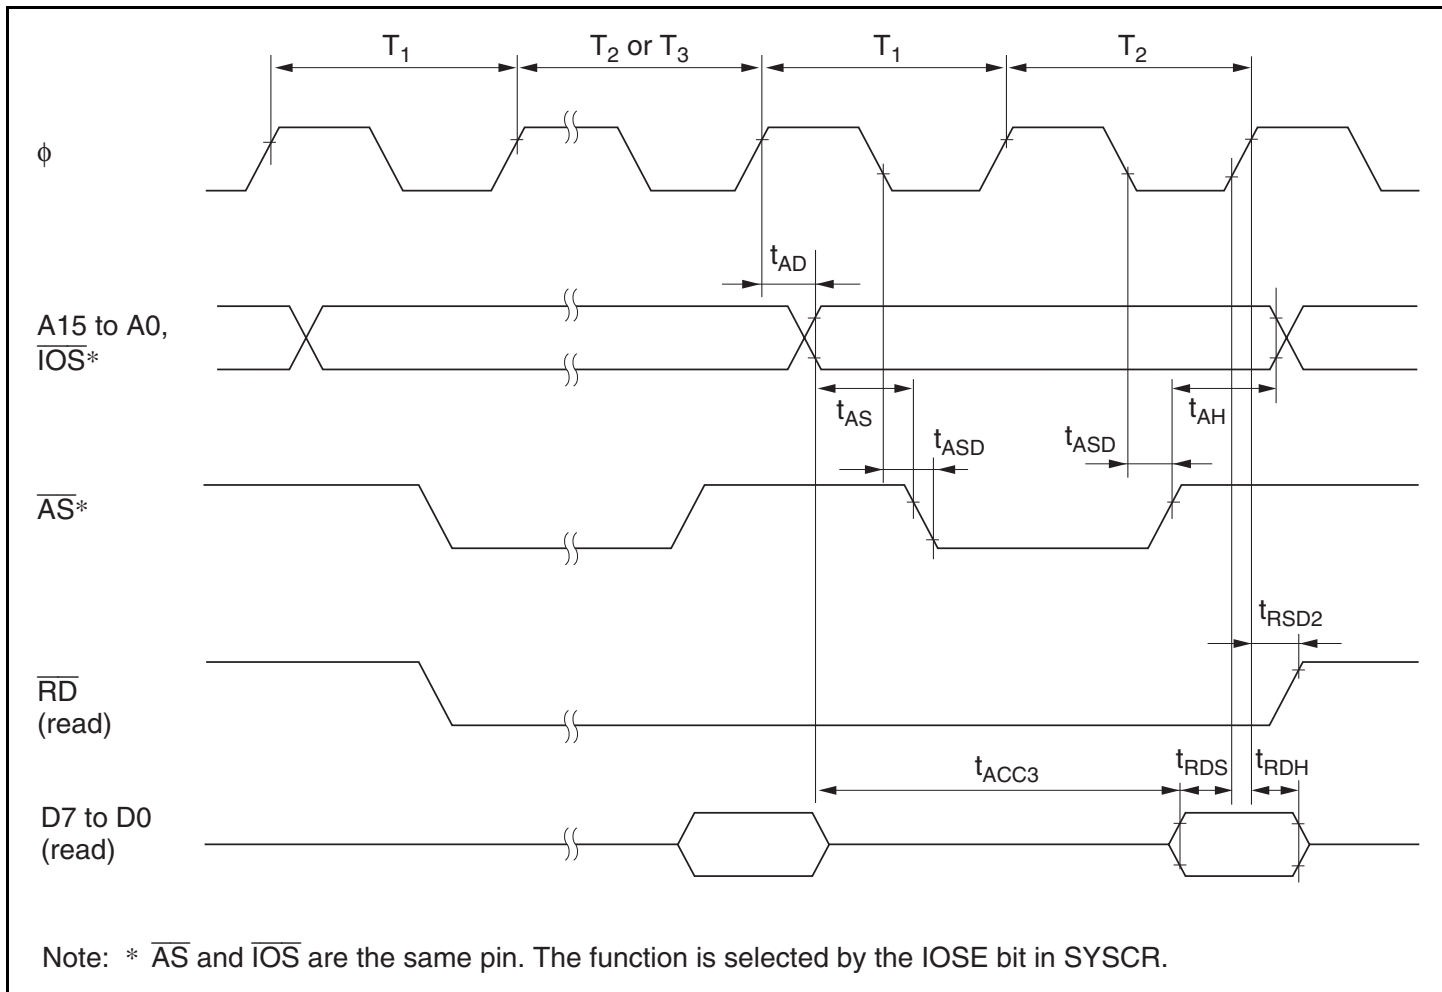 T1 T2 or T3 T1 T2
ϕ
tAD
A15 to A0,
IOS*
tAS tAH
tASD tASD
AS*
tRSD2
RD
(read)
tACC3 tRDS tRDH
D7 to D0
(read)
Note: * AS and IOS are the same pin. The function is selected by the IOSE bit in SYSCR.